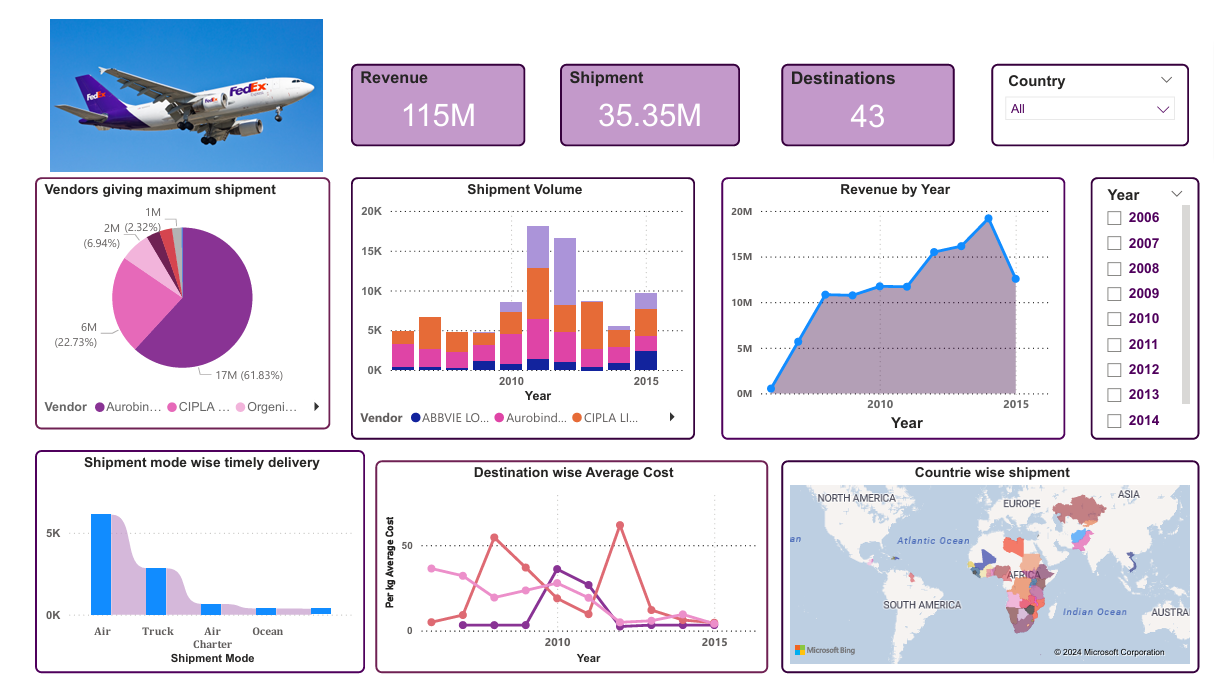 FedEx
FedEx
FedEx
Express
Revenue
115M
Shipment
35.35M
Destinations
43
Country
All
Vendors giving maximum shipment
1M
(2.32%)
2M
(6.94%)
6M
(22.73%)
17M (61.83%)
Vendor Aurobin... CIPLA ... Orgeni...
Shipment Volume
20K
15K
10K
5K
0K
2010 2015
Year
Vendor ABBVIE LO... Aurobind... CIPLA LI...
Revenue by Year
20M
15M
10M
5M
0M
2010 2015
Year
Year
2006
2007
2008
2009
2010
2011
2012
2013
2014
Shipment mode wise timely delivery
5K
0K
Air Truck Air Ocean
Charter
Shipment Mode
Destination wise Average Cost
Per kg Average Cost
50
0
2010 2015
Year
Countrie wise shipment
NORTH AMERICA
EUROPE
ASIA
an
Atlantic Ocean
AFRICA
SOUTH AMERICA
Indian Ocean
AUSTRA
Microsoft Bing
© 2024 Microsoft Corporation